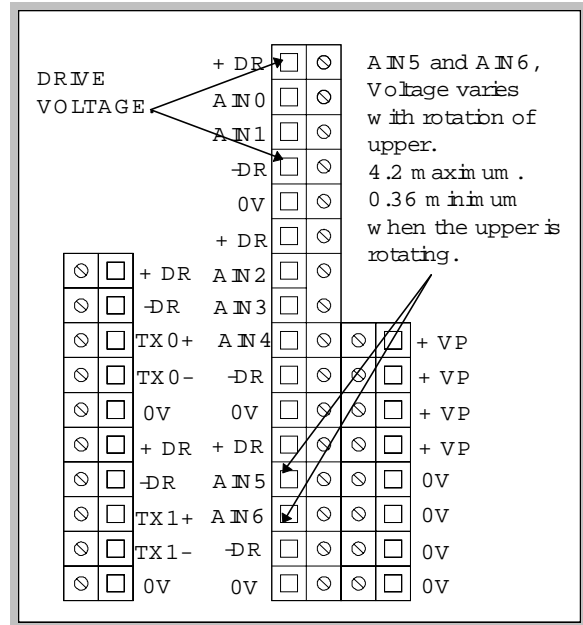 DRIVE
VOLTAGE.
+ DR
AIN0
AIN1
-DR
0V
+ DR
AIN2
AIN3
AIN4
-DR
0V
+ DR
AIN5
AIN6
-DR
0V
AIN5 and AIN6,
Voltage varies
with rotation of
upper.
4.2 maximum.
0.36 minimum
when the upper is
rotating.
+ DR
-DR
TX0+
TX0-
0V
+ DR
-DR
TX1+
TX1-
0V
+ VP
+ VP
+ VP
+ VP
0V
0V
0V
0V